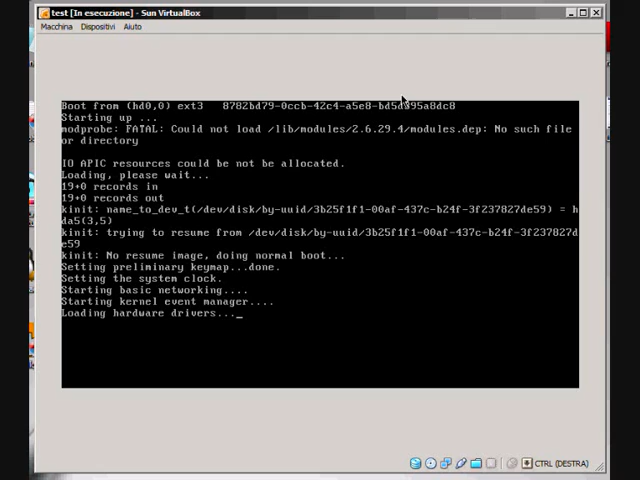 test [In esecuzione] - Sun VirtualBox
Macchina Dispositivi Aiuto
Boot from (hd0,0) ext3 8782bd79-0ccb-42c4-a5e8-bd5d095a8dc8
Starting up ...
modprobe: FATAL: Could not load /lib/modules/2.6.29.4/modules.dep: No such file
or directory
IO APIC resources could be not be allocated.
Loading, please wait...
19+0 records in
19+0 records out
kinit: name_to_dev_t(/dev/disk/by-uuid/3b25f1f1-00af-437c-b24f-3f237827de59) = h
da5(3,5)
kinit: trying to resume from /dev/disk/by-uuid/3b25f1f1-00af-437c-b24f-3f237827d
e59
kinit: No resume image, doing normal boot...
Setting preliminary keymap...done.
Setting the system clock.
Starting basic networking....
Starting kernel event manager....
Loading hardware drivers..._
CTRL (DESTRA)